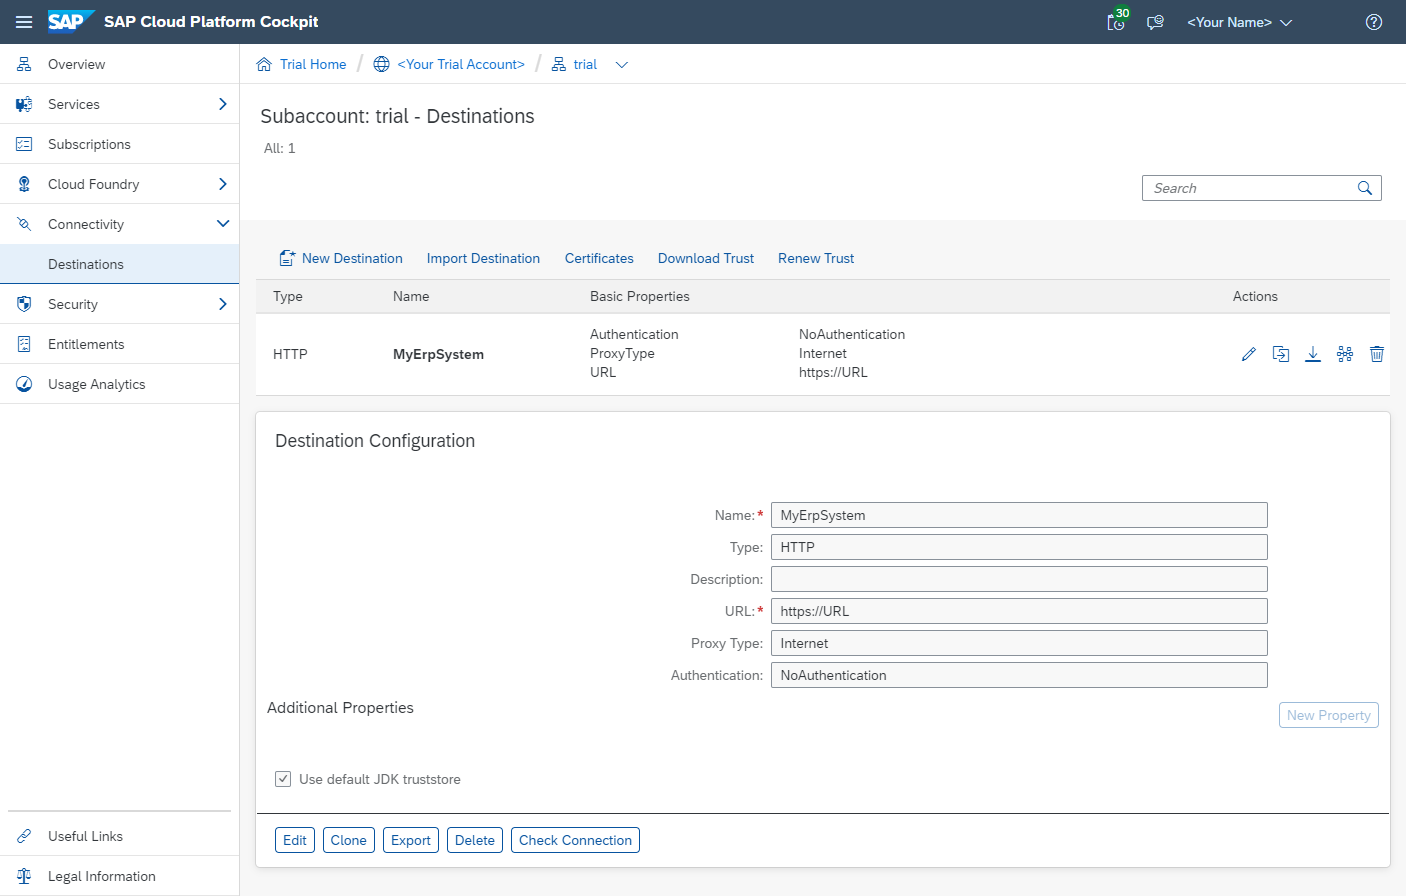 SAP SAP Cloud Platform Cockpit 30 <Your Name>
Overview
Services
Subscriptions
Cloud Foundry
Connectivity
Destinations
Security
Entitlements
Usage Analytics
Useful Links
Legal Information
Trial Home / <Your Trial Account> / trial
Subaccount: trial - Destinations
All: 1
Search
New Destination Import Destination Certificates Download Trust Renew Trust
Type Name Basic Properties Actions
HTTP MyErpSystem
Authentication NoAuthentication
ProxyType Internet
URL https://URL
Destination Configuration
Name:* MyErpSystem
Type: HTTP
Description:
URL:* https://URL
Proxy Type: Internet
Authentication: NoAuthentication
Additional Properties
New Property
Use default JDK truststore
Edit Clone Export Delete Check Connection